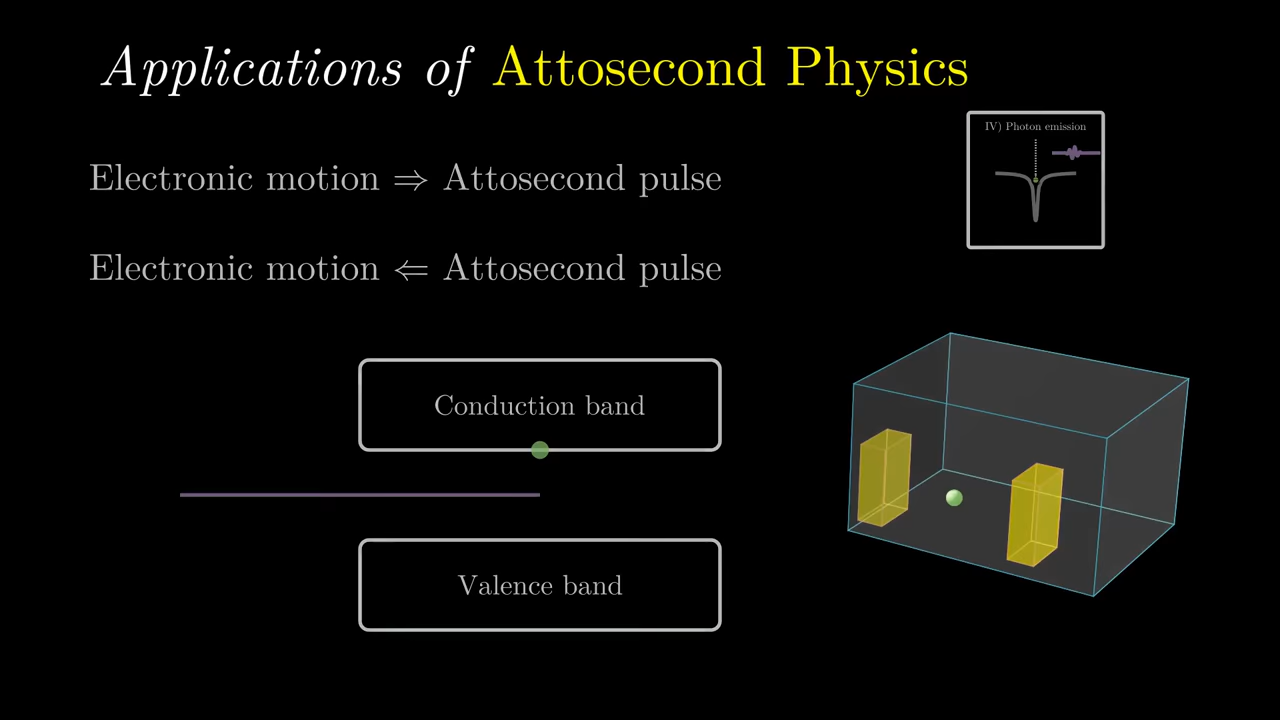 Applications of Attosecond Physics
IV) Photon emission
Electronic motion ⇒ Attosecond pulse
Electronic motion ⇐ Attosecond pulse
Conduction band
Valence band